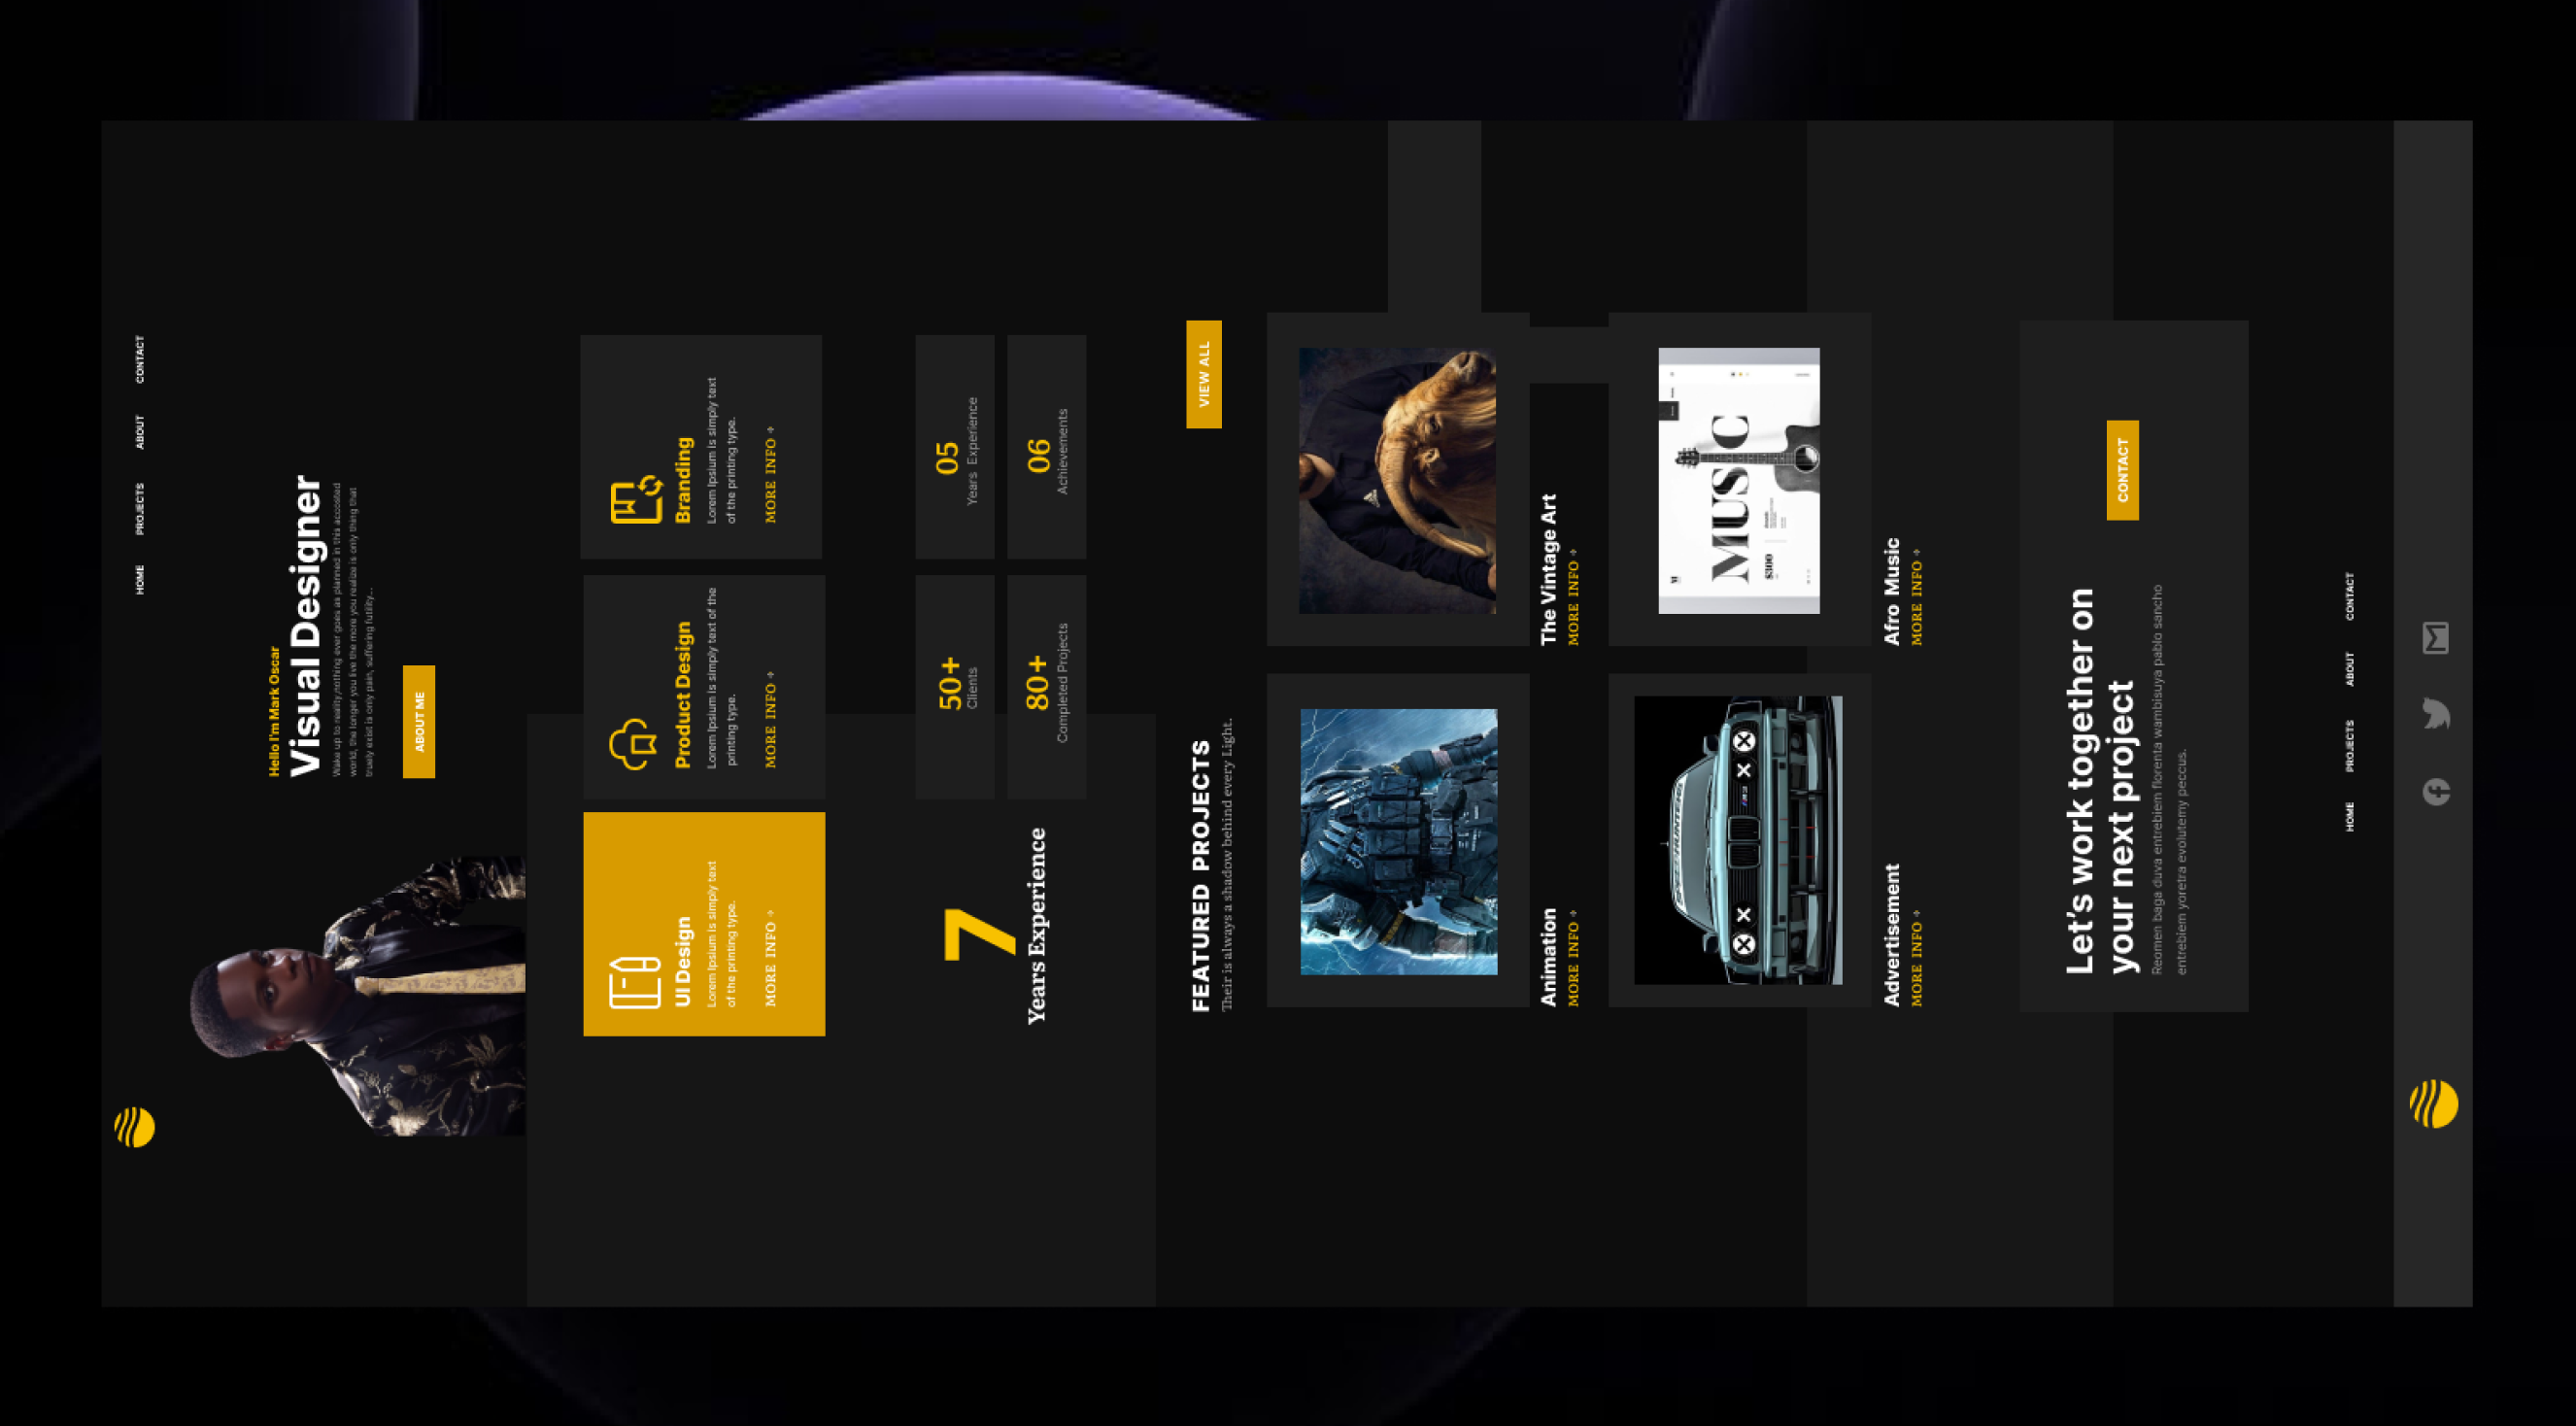 HOME PROJECTS ABOUT CONTACT
Hello I'm Mark Oscar
Visual Designer
Wake up to reality,nothing ever goes as planned in this accosted
world, the longer you live the more you realize is only thing that
truely exist is only pain, suffering futility...
ABOUT ME
UI Design
Lorem Ipsium is simply text
of the printing type.
MORE INFO
Product Design
Lorem Ipsium is simply text of the
printing type.
MORE INFO
Branding
Lorem Ipsium is simply text
of the printing type.
MORE INFO
7
Years Experience
50+
Clients
05
Years Experience
80+
Completed Projects
06
Achievements
FEATURED PROJECTS
Their is always a shadow behind every Light.
VIEW ALL
Animation
MORE INFO
The Vintage Art
MORE INFO
MUSIC
$300
Advertisement
MORE INFO
Afro Music
MORE INFO
Let's work together on
your next project
Reomen baga duva entrebiem florenta wambisuya pablo sancho
entrebiem yoretra evolutemy peccus.
CONTACT
HOME PROJECTS ABOUT CONTACT